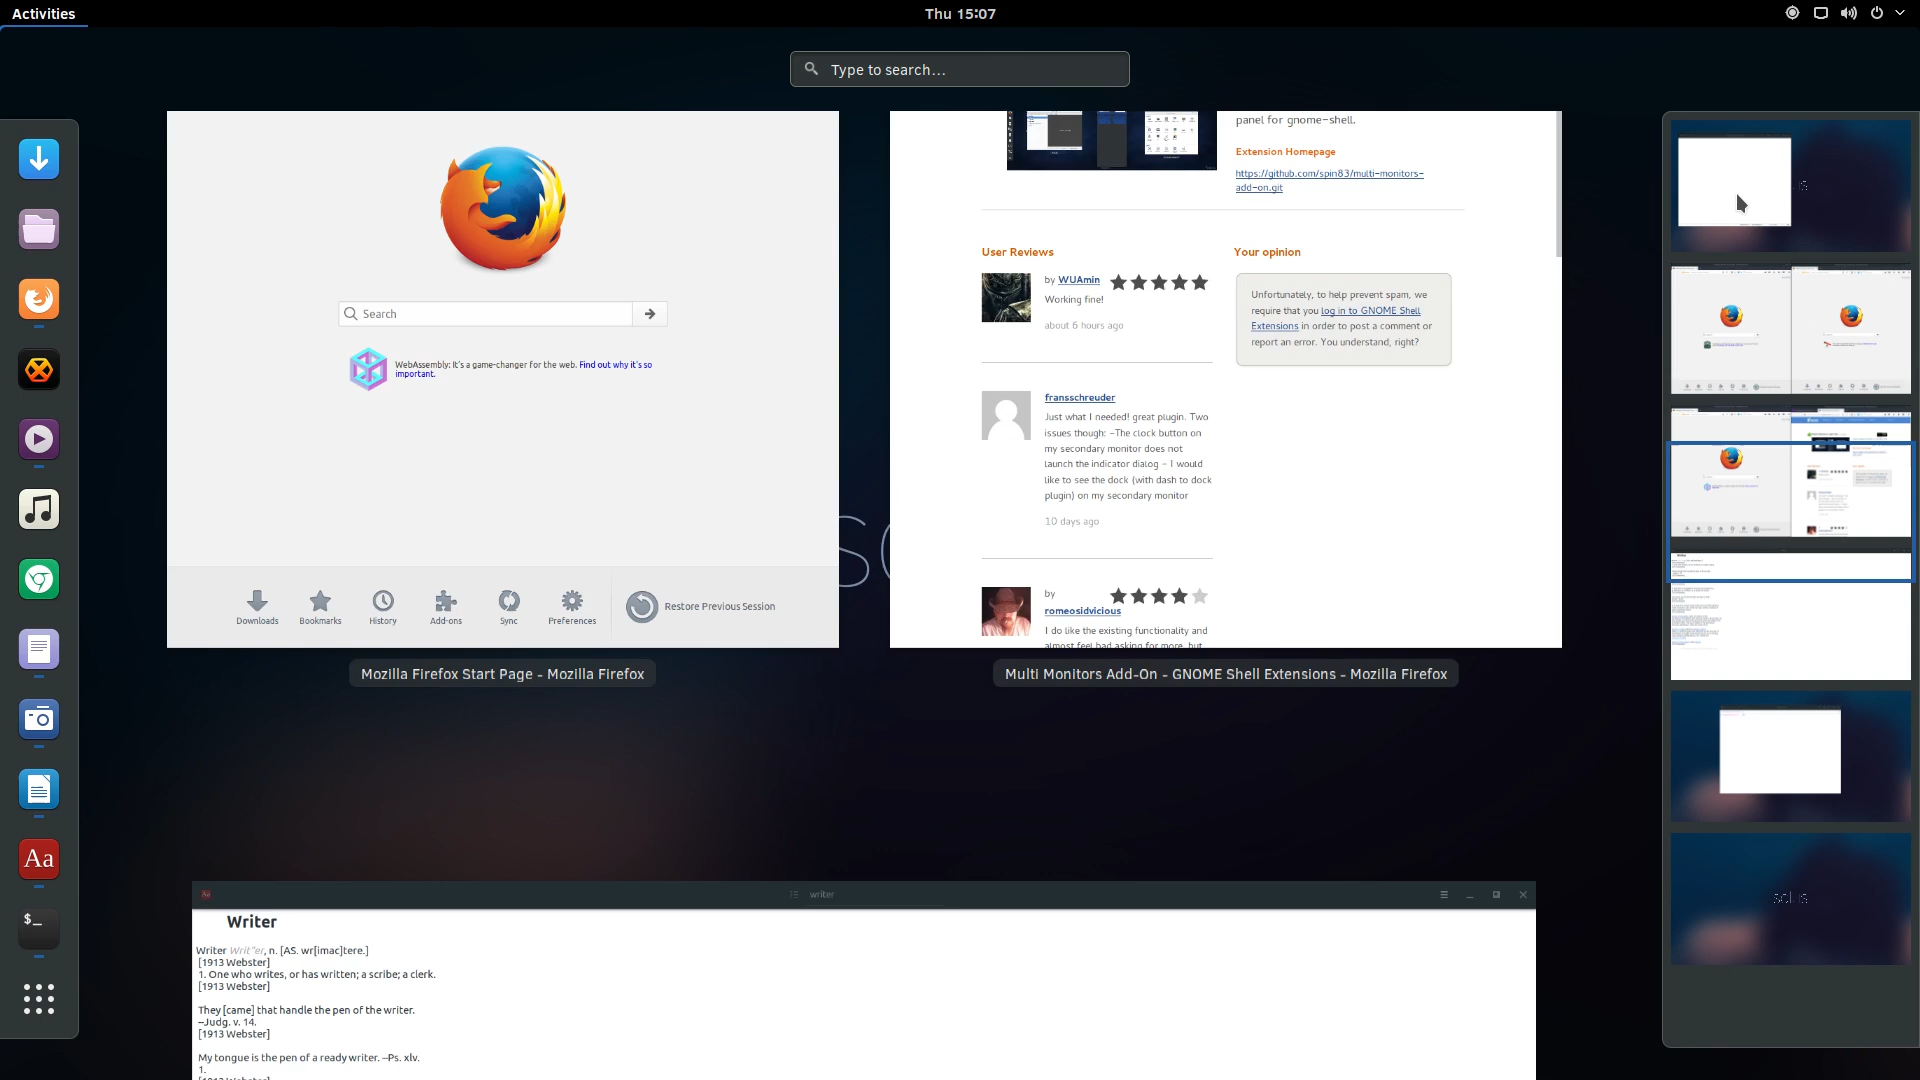 Activities
Thu 15:07
Type to search...
Search
WebAssembly: It's a game-changer for the web. Find out why it's so
important.
Downloads
Bookmarks
History
Add-ons
Sync
Preferences
Restore Previous Session
Mozilla Firefox Start Page - Mozilla Firefox
panel for gnome-shell.
Extension Homepage
https://github.com/spin83/multi-monitors-
add-on.git
User Reviews
by WUAmin
Working fine!
about 6 hours ago
fransschreuder
Just what I needed! great plugin. Two
issues though: -The clock button on
my secondary monitor does not
launch the indicator dialog - I would
like to see the dock (with dash to dock
plugin) on my secondary monitor
10 days ago
by
romeosidvicious
I do like the existing functionality and
almost feel bad asking for more, but
Your opinion
Unfortunately, to help prevent spam, we
require that you log in to GNOME Shell
Extensions in order to post a comment or
report an error. You understand, right?
Multi Monitors Add-On - GNOME Shell Extensions - Mozilla Firefox
Aa
$_
writer
Writer
Writer Writ"er, n. [AS. wr[imac]tere.]
[1913 Webster]
1. One who writes, or has written; a scribe; a clerk.
[1913 Webster]
They [came] that handle the pen of the writer.
--Judg. v. 14.
[1913 Webster]
My tongue is the pen of a ready writer. --Ps. xlv.
1.
[1913 Webster]